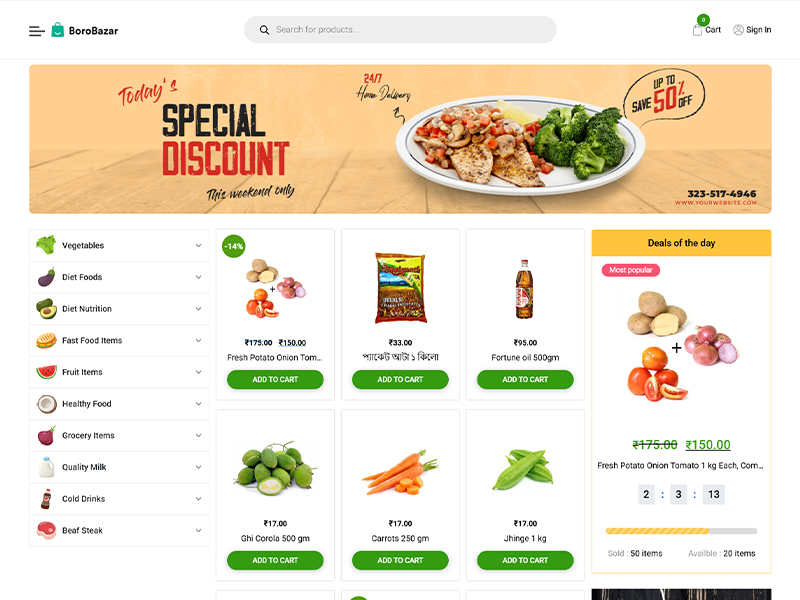 BoroBazar
Search for products...
0
Cart
Sign In
Today's
SPECIAL
DISCOUNT
This weekend only
24/7
Home Delivery
UP TO
SAVE 50% OFF
323-517-4946
WWW.YOURWEBSITE.COM
Vegetables
Diet Foods
Diet Nutrition
Fast Food Items
Fruit Items
Healthy Food
Grocery Items
Quality Milk
Cold Drinks
Beaf Steak
-14%
₹175.00 ₹150.00
Fresh Potato Onion Tom...
ADD TO CART
₹33.00
প্যাকেট আটা ১ কিলো
ADD TO CART
₹95.00
Fortune oil 500gm
ADD TO CART
₹17.00
Ghi Corola 500 gm
ADD TO CART
₹17.00
Carrots 250 gm
ADD TO CART
₹17.00
Jhinge 1 kg
ADD TO CART
Deals of the day
Most popular
₹175.00 ₹150.00
Fresh Potato Onion Tomato 1 kg Each, Com...
2 : 3 : 13
Sold : 50 items
Availble : 20 items